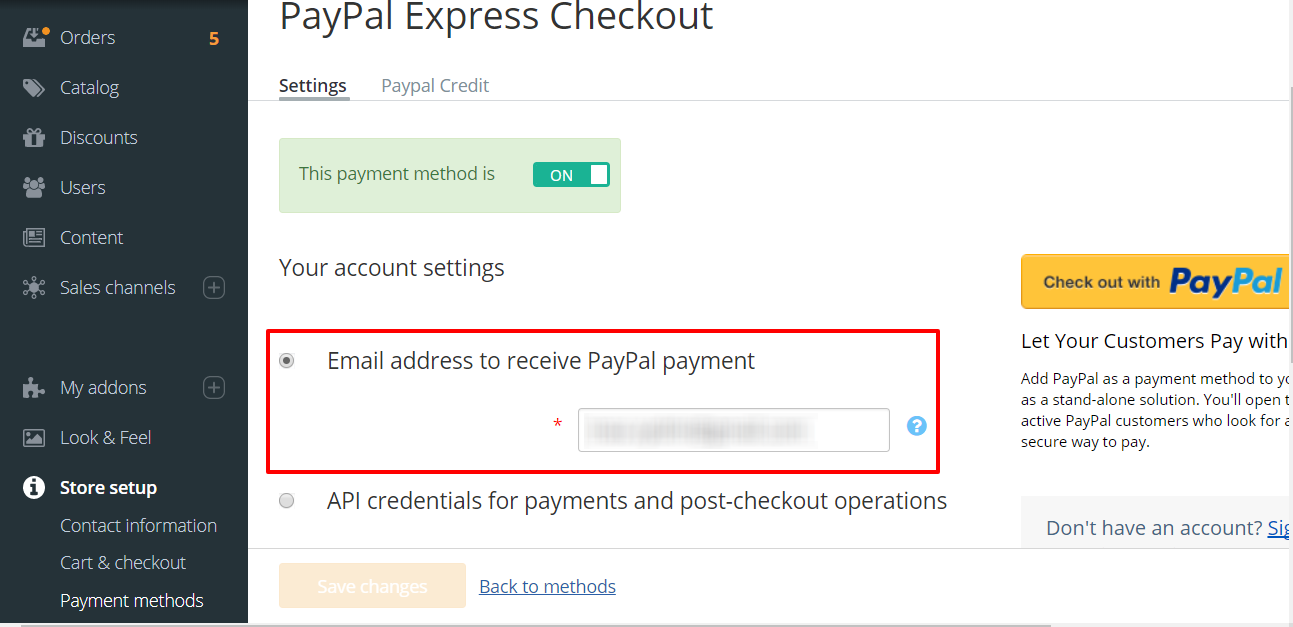 Orders 5
Catalog
Discounts
Users
Content
Sales channels
My addons
Look & Feel
Store setup
Contact information
Cart & checkout
Payment methods
PayPal Express Checkout
Settings Paypal Credit
This payment method is ON
Your account settings
Email address to receive PayPal payment
*
?
API credentials for payments and post-checkout operations
Save changes Back to methods
Check out with PayPal
Let Your Customers Pay with
Add PayPal as a payment method to
as a stand-alone solution. You'll open
active PayPal customers who look for
secure way to pay.
Don't have an account?